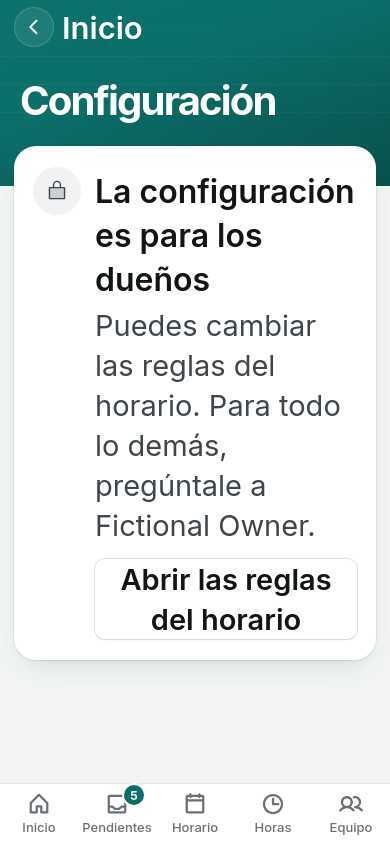 Inicio
Configuración
La configuración
es para los
dueños
Puedes cambiar
las reglas del
horario. Para todo
lo demás,
pregúntale a
Fictional Owner.
Abrir las reglas
del horario
5
Inicio
Pendientes
Horario
Horas
Equipo